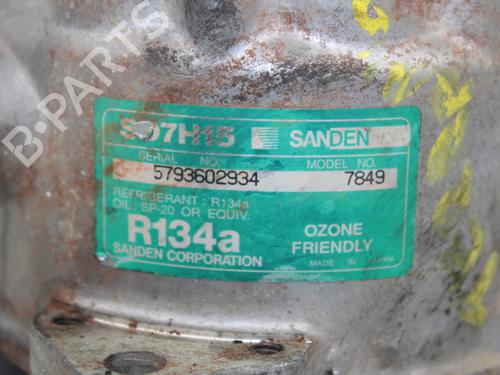 SD7H15 SANDEN
SERIAL NO. MODEL NO.
5793602934 7849
REFRIGERANT : R134a
OIL : SP-20 OR EQUIV.
R134a OZONE
FRIENDLY
SANDEN CORPORATION MADE IN JAPAN
B-PARTS